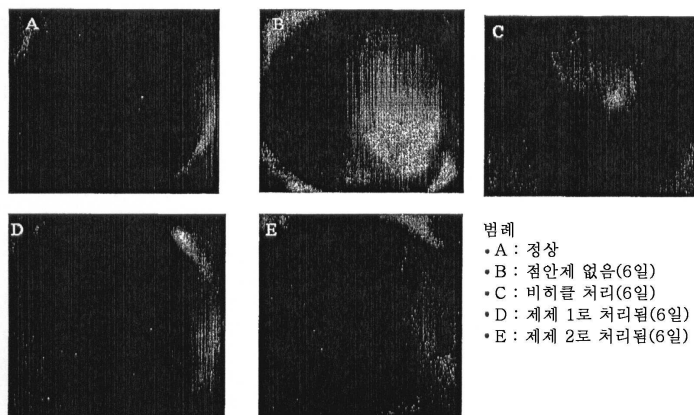 A
B
C
D
E
범례
• A : 정상
• B : 점안제 없음(6일)
• C : 비히클 처리(6일)
• D : 제제 1로 처리됨(6일)
• E : 제제 2로 처리됨(6일)